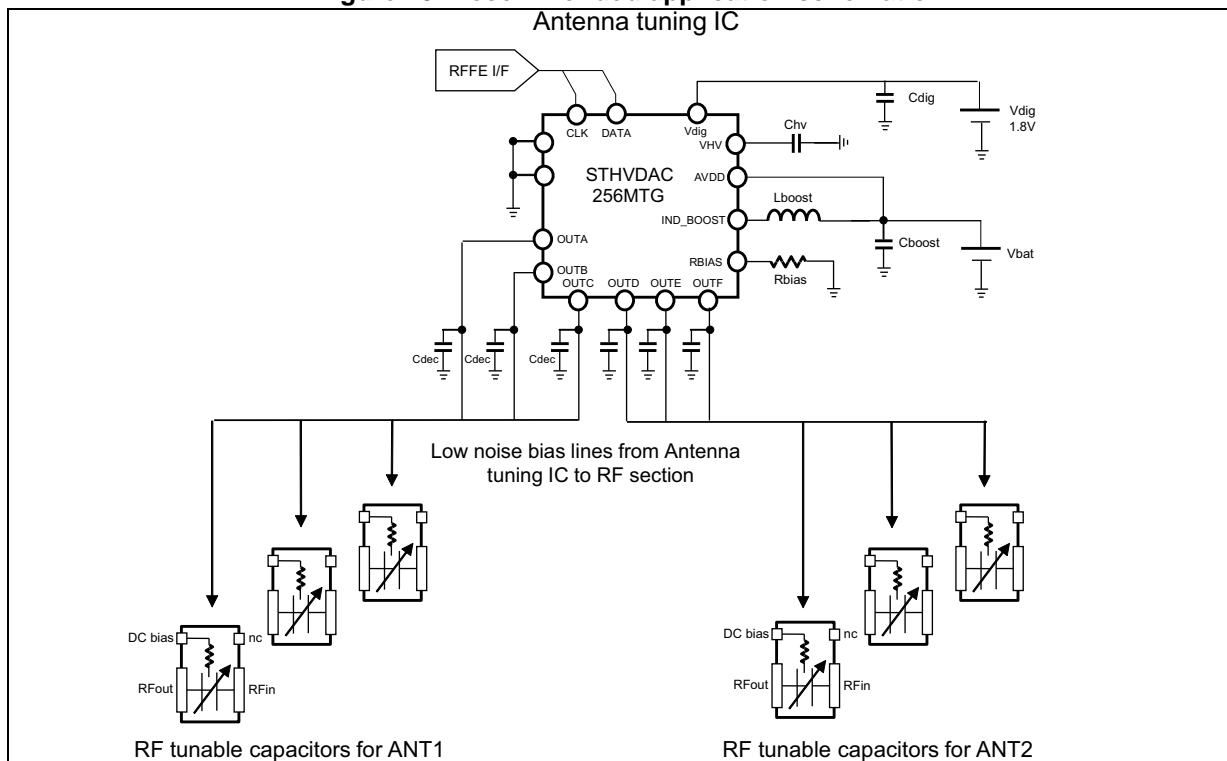 Antenna tuning IC
RFFE I/F
Cdig
Vdig
1.8V
CLK
DATA
Vdig
Chv
VHV
STHVDAC
256MTG
AVDD
Lboost
IND_BOOST
Cboost
Vbat
OUTA
RBIAS
Rbias
OUTB
OUTC
OUTD
OUTE
OUTF
Cdec
Cdec
Cdec
Low noise bias lines from Antenna
tuning IC to RF section
DC bias
nc
RFout
RFin
DC bias
nc
RFout
RFin
RF tunable capacitors for ANT1
RF tunable capacitors for ANT2